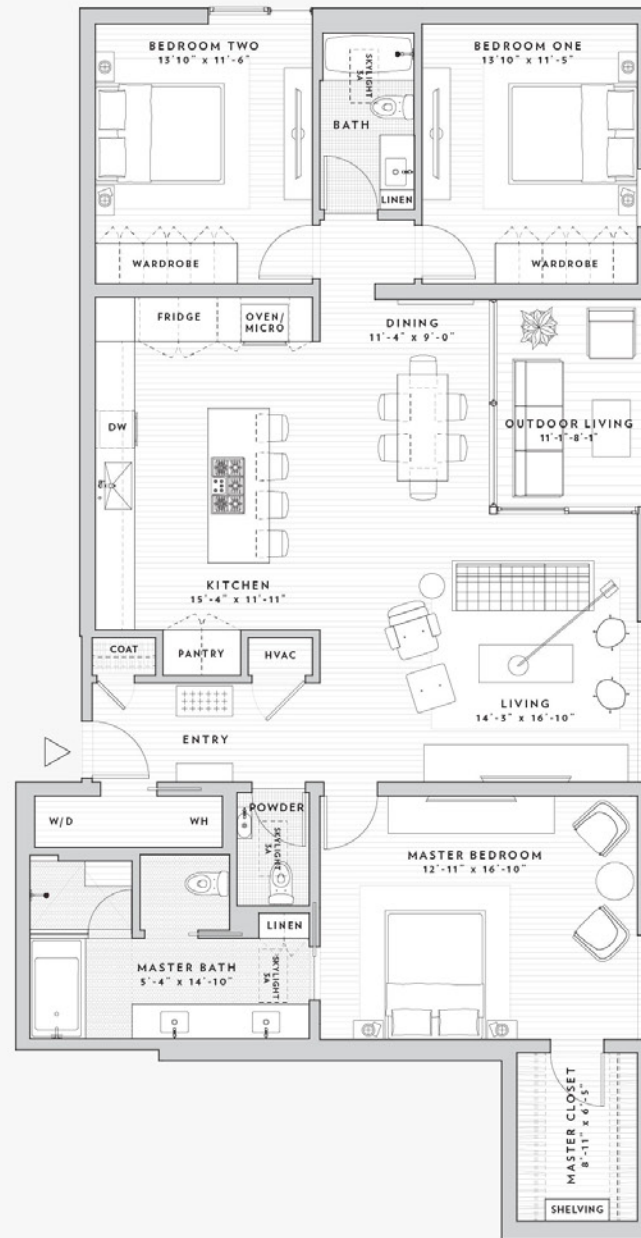 BEDROOM TWO
13'10" x 11'-6"
BEDROOM ONE
13'10" x 11'-5"
SKYLIGHT
3A
BATH
LINEN
WARDROBE
WARDROBE
FRIDGE
OVEN/
MICRO
DINING
11'-4" x 9'-0"
DW
OUTDOOR LIVING
11'-1"-8'-1"
KITCHEN
15'-4" x 11'-11"
COAT
PANTRY
HVAC
LIVING
14'-3" x 16'-10"
ENTRY
W/D
WH
POWDER
SKYLIGHT
3A
MASTER BEDROOM
12'-11" x 16'-10"
LINEN
MASTER BATH
5'-4" x 14'-10"
SKYLIGHT
3A
MASTER CLOSET
8'-11" x 6'-5"
SHELVING